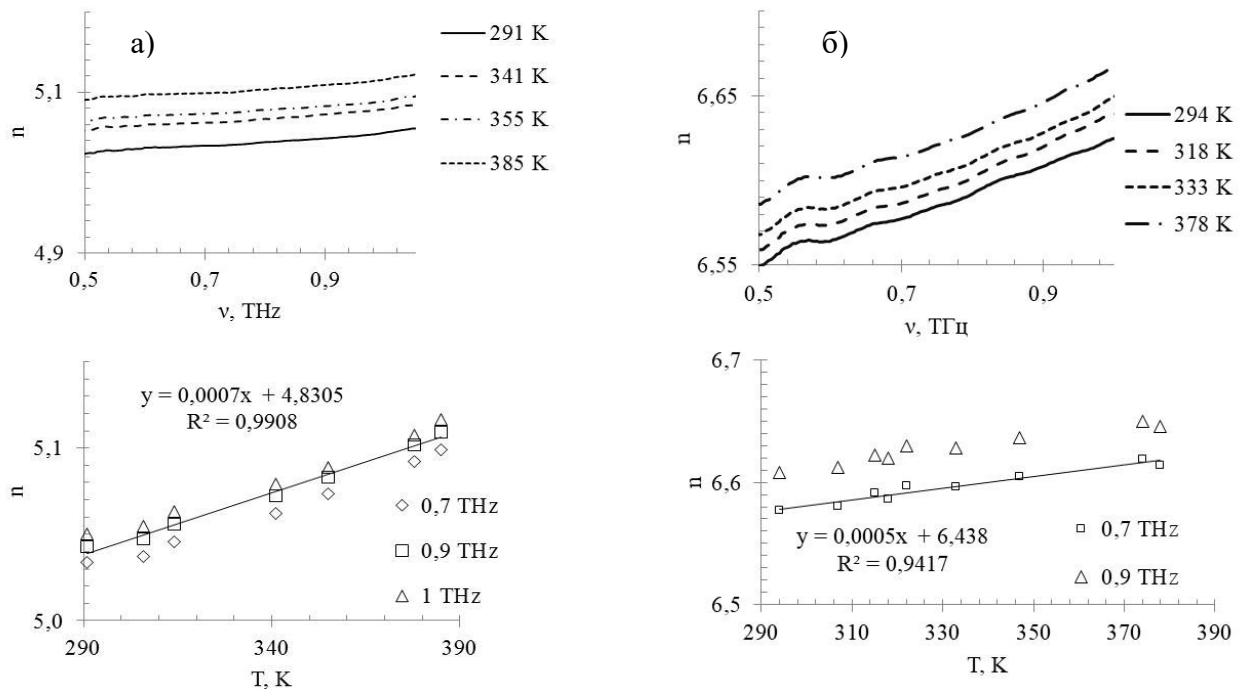 а)
291 K
341 K
355 K
385 K
5,1
4,9
n
0,5 0,7 0,9
ν, THz
б)
294 K
318 K
333 K
378 K
6,65
6,55
n
0,5 0,7 0,9
ν, ТГц
y = 0,0007x + 4,8305
R² = 0,9908
5,1
5,0
n
0,7 THz
0,9 THz
1 THz
290 340 390
T, K
6,7
6,6
6,5
n
y = 0,0005x + 6,438
R² = 0,9417
0,7 THz
0,9 THz
290 310 330 350 370 390
T, K